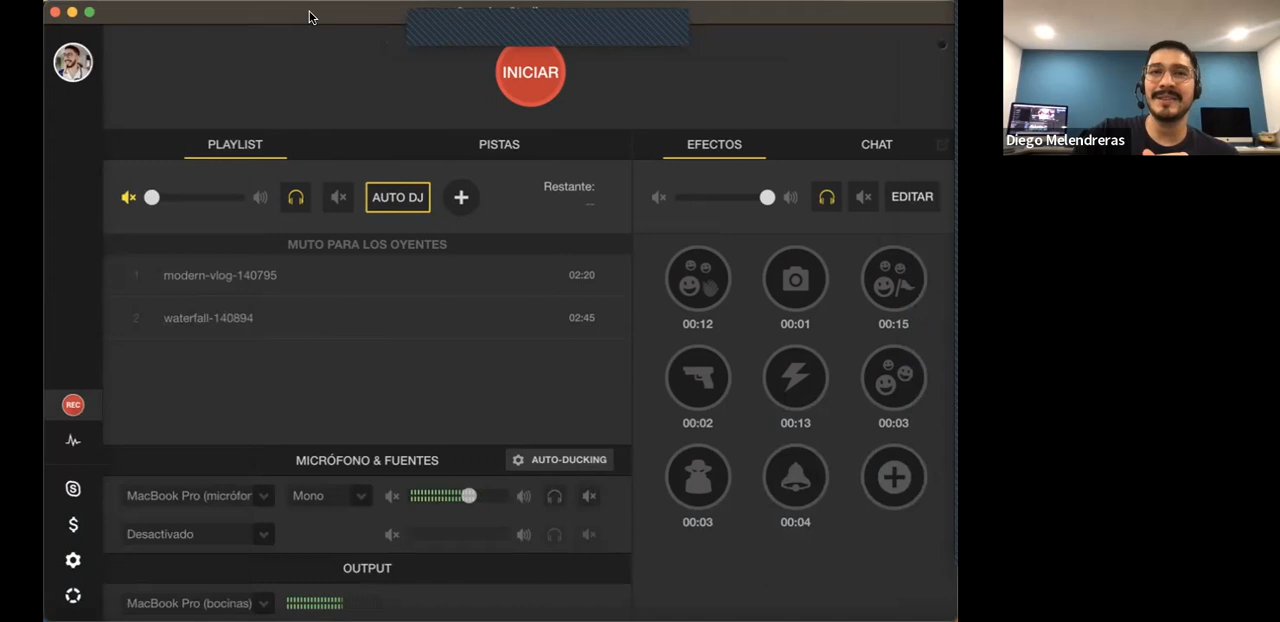 INICIAR
PLAYLIST
PISTAS
EFECTOS
CHAT
AUTO DJ
Restante:
--
EDITAR
MUTO PARA LOS OYENTES
1 modern-vlog-140795 02:20
2 waterfall-140894 02:45
00:12
00:01
00:15
00:02
00:13
00:03
00:03
00:04
REC
MICRÓFONO & FUENTES
AUTO-DUCKING
MacBook Pro (micrófor
Mono
Desactivado
OUTPUT
MacBook Pro (bocinas)
Diego Melendreras